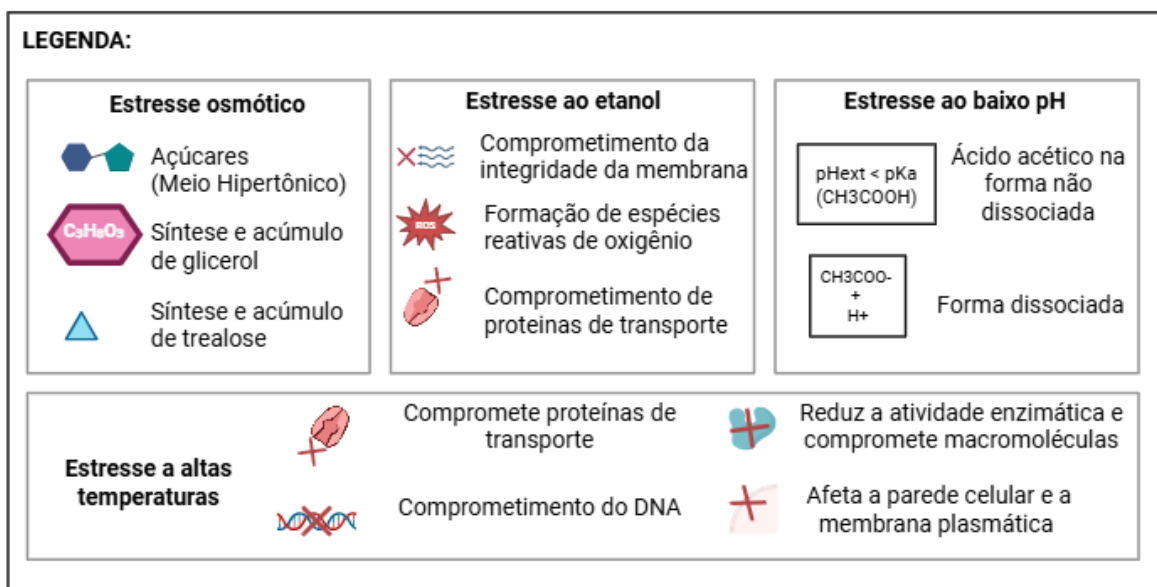 LEGENDA:
Estresse osmótico
Açúcares
(Meio Hipertônico)
C₃H₈O₃
Síntese e acúmulo
de glicerol
Síntese e acúmulo
de trealose
Estresse ao etanol
Comprometimento da
integridade da membrana
ROS
Formação de espécies
reativas de oxigênio
Comprometimento de
proteinas de transporte
Estresse ao baixo pH
pHext < pKa
(CH3COOH)
Ácido acético na
forma não
dissociada
CH3COO-
+
H+
Forma dissociada
Estresse a altas
temperaturas
Compromete proteínas de
transporte
Comprometimento do DNA
Reduz a atividade enzimática e
compromete macromoléculas
Afeta a parede celular e a
membrana plasmática